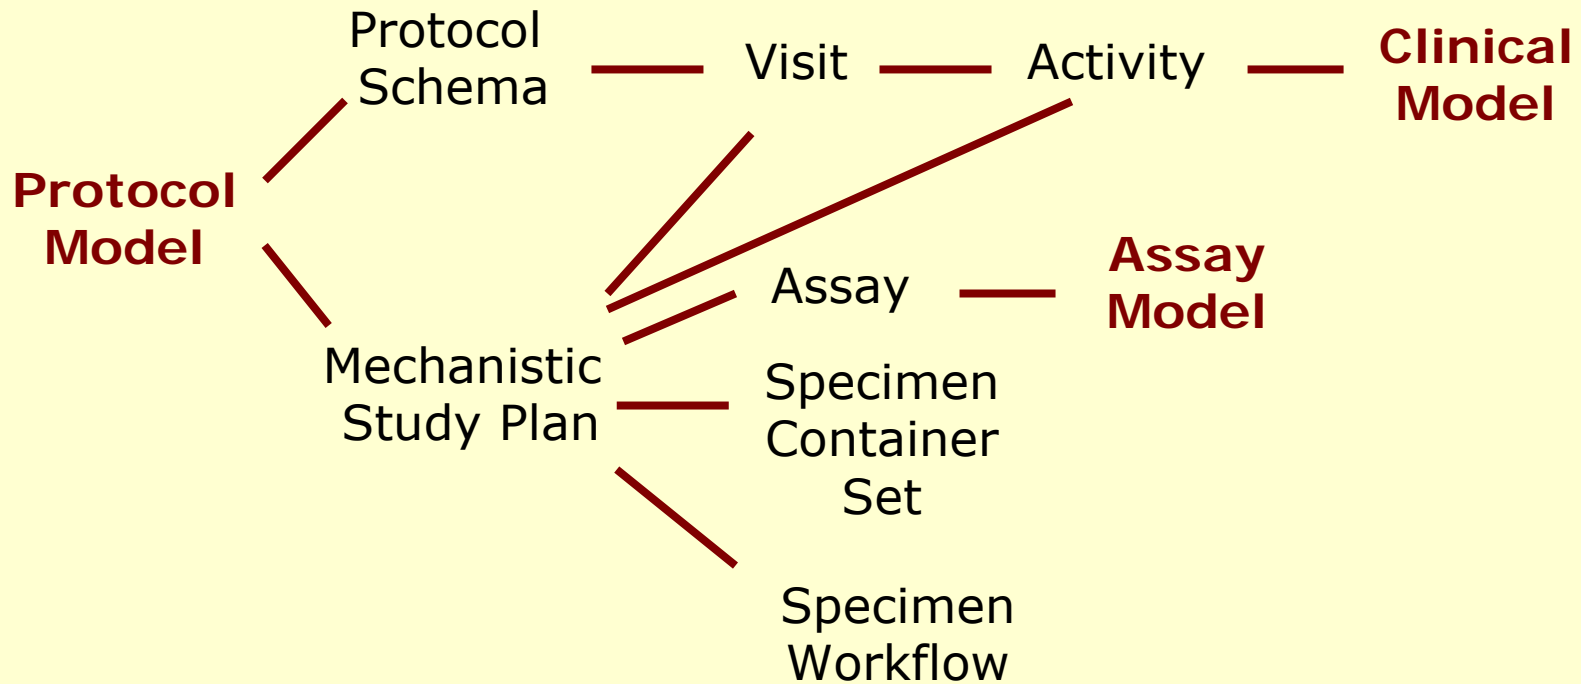 Protocol
Schema
Visit
Activity
Clinical
Model
Protocol
Model
Assay
Assay
Model
Mechanistic
Study Plan
Specimen
Container
Set
Specimen
Workflow